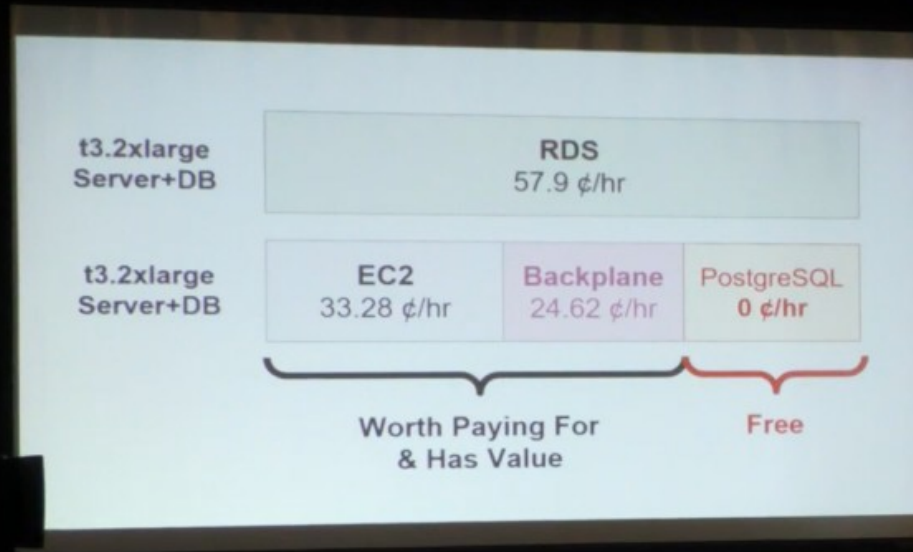 t3.2xlarge
Server+DB
RDS
57.9 ¢/hr
t3.2xlarge
Server+DB
EC2
33.28 ¢/hr
Backplane
24.62 ¢/hr
PostgreSQL
0 ¢/hr
Worth Paying For
& Has Value
Free